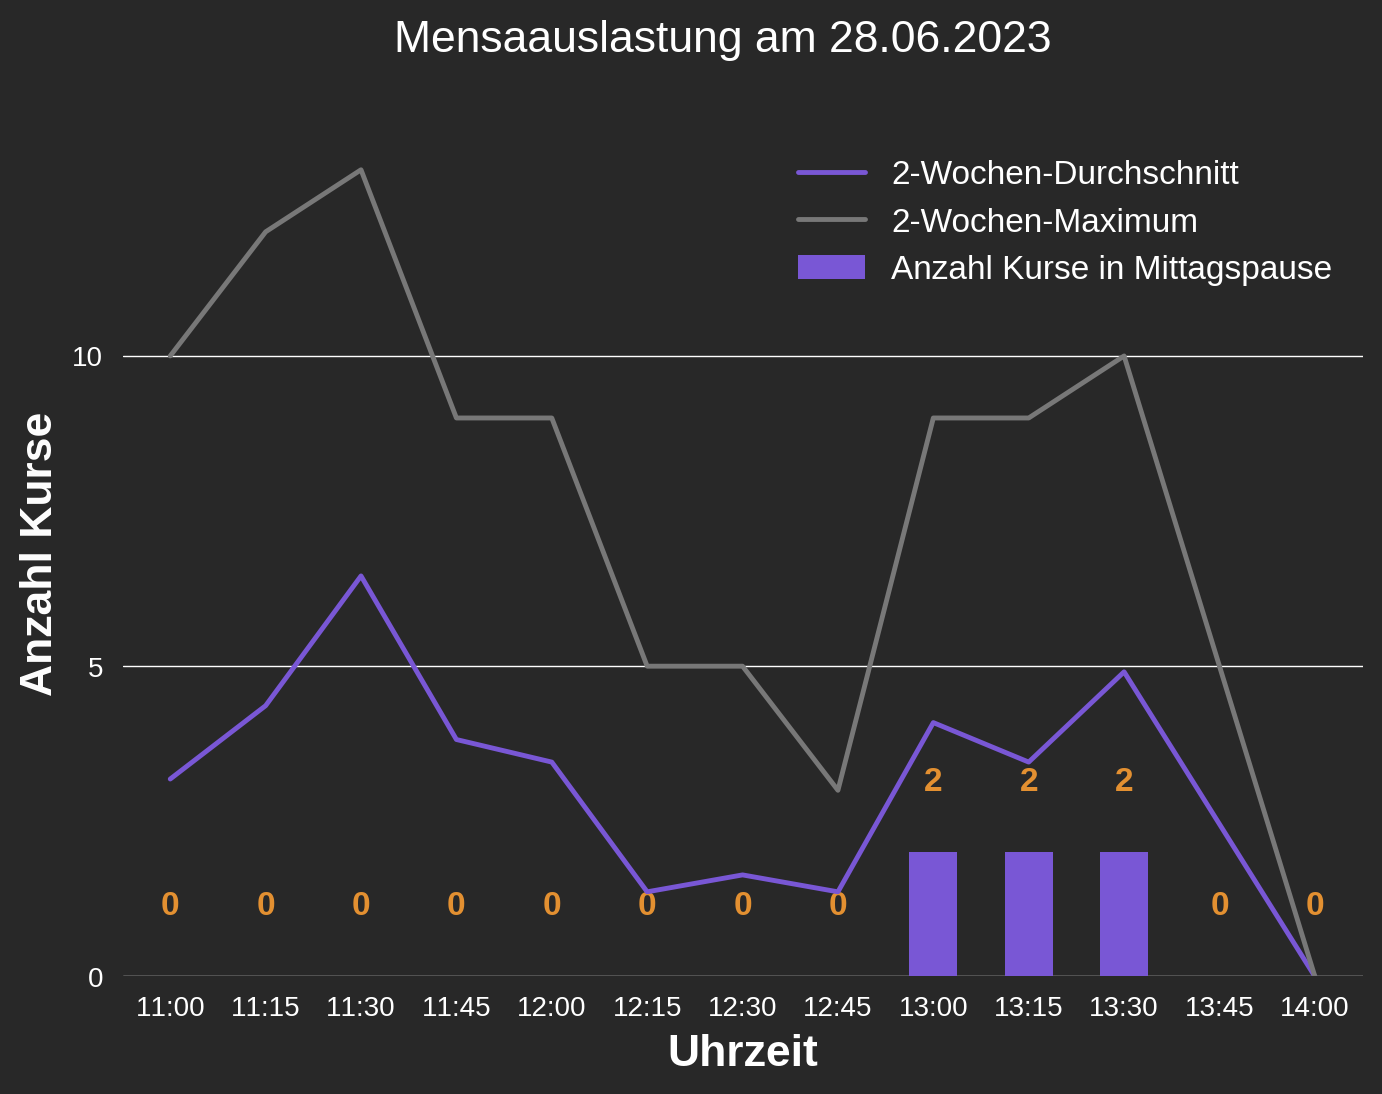 Mensaauslastung am 28.06.2023
2-Wochen-Durchschnitt
2-Wochen-Maximum
Anzahl Kurse in Mittagspause
Anzahl Kurse
10
5
0
2 2 2
0 0 0 0 0 0 0 0 0 0
11:00 11:15 11:30 11:45 12:00 12:15 12:30 12:45 13:00 13:15 13:30 13:45 14:00
Uhrzeit